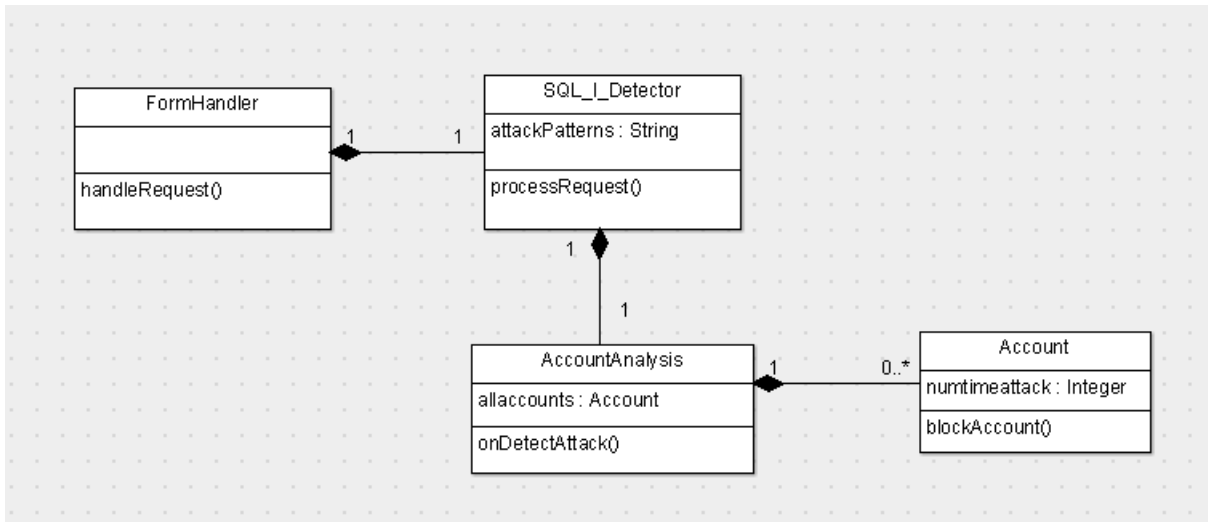 FormHandler
handleRequest()
1
1
SQL_I_Detector
attackPatterns : String
processRequest()
1
1
AccountAnalysis
allaccounts : Account
onDetectAttack()
1
0..*
Account
numtimeattack : Integer
blockAccount()